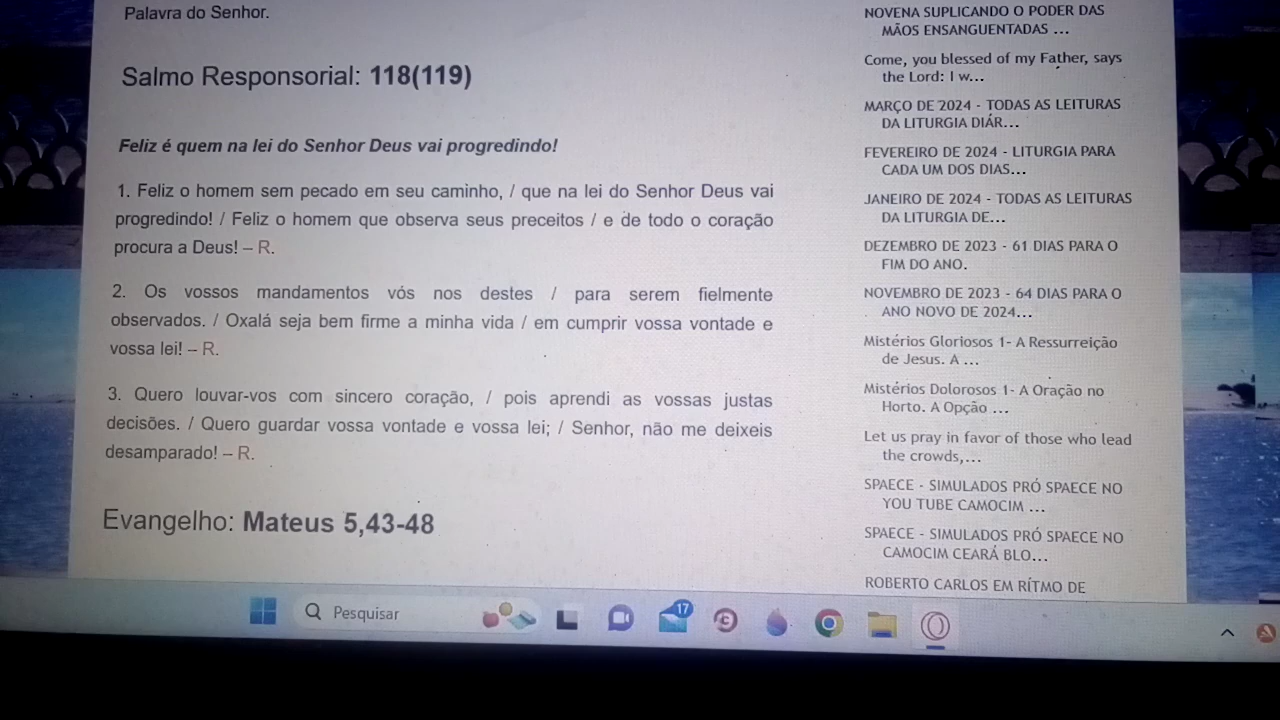 Palavra do Senhor.
Salmo Responsorial: 118(119)
Feliz é quem na lei do Senhor Deus vai progredindo!
1. Feliz o homem sem pecado em seu caminho, / que na lei do Senhor Deus vai
progredindo! / Feliz o homem que observa seus preceitos / e de todo o coração
procura a Deus! – R.
2. Os vossos mandamentos vós nos destes / para serem fielmente
observados. / Oxalá seja bem firme a minha vida / em cumprir vossa vontade e
vossa lei! – R.
3. Quero louvar-vos com sincero coração, / pois aprendi as vossas justas
decisões. / Quero guardar vossa vontade e vossa lei; / Senhor, não me deixeis
desamparado! – R.
Evangelho: Mateus 5,43-48
NOVENA SUPLICANDO O PODER DAS
MÃOS ENSANGUENTADAS ...
Come, you blessed of my Father, says
the Lord: I w...
MARÇO DE 2024 - TODAS AS LEITURAS
DA LITURGIA DIÁR...
FEVEREIRO DE 2024 - LITURGIA PARA
CADA UM DOS DIAS...
JANEIRO DE 2024 - TODAS AS LEITURAS
DA LITURGIA DE...
DEZEMBRO DE 2023 - 61 DIAS PARA O
FIM DO ANO.
NOVEMBRO DE 2023 - 64 DIAS PARA O
ANO NOVO DE 2024...
Mistérios Gloriosos 1- A Ressurreição
de Jesus. A ...
Mistérios Dolorosos 1- A Oração no
Horto. A Opção ...
Let us pray in favor of those who lead
the crowds,...
SPAECE - SIMULADOS PRÓ SPAECE NO
YOU TUBE CAMOCIM ...
SPAECE - SIMULADOS PRÓ SPAECE NO
CAMOCIM CEARÁ BLO...
ROBERTO CARLOS EM RÍTMO DE
Pesquisar
17